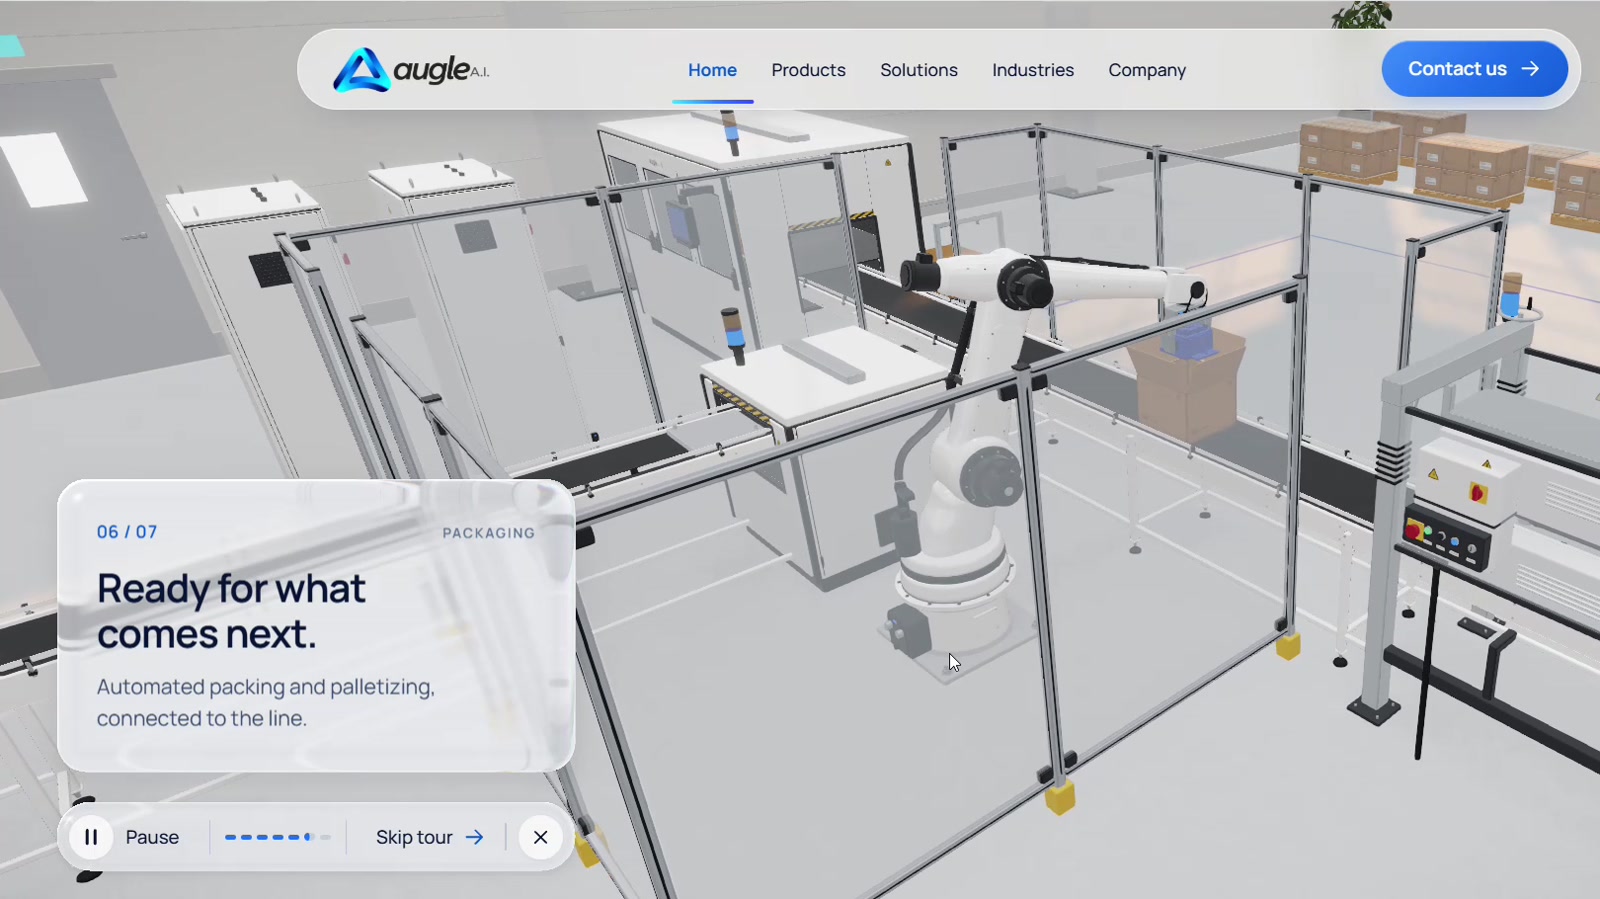 augle A.I.
Home Products Solutions Industries Company
Contact us
06 / 07 PACKAGING
Ready for what
comes next.
Automated packing and palletizing,
connected to the line.
Pause Skip tour